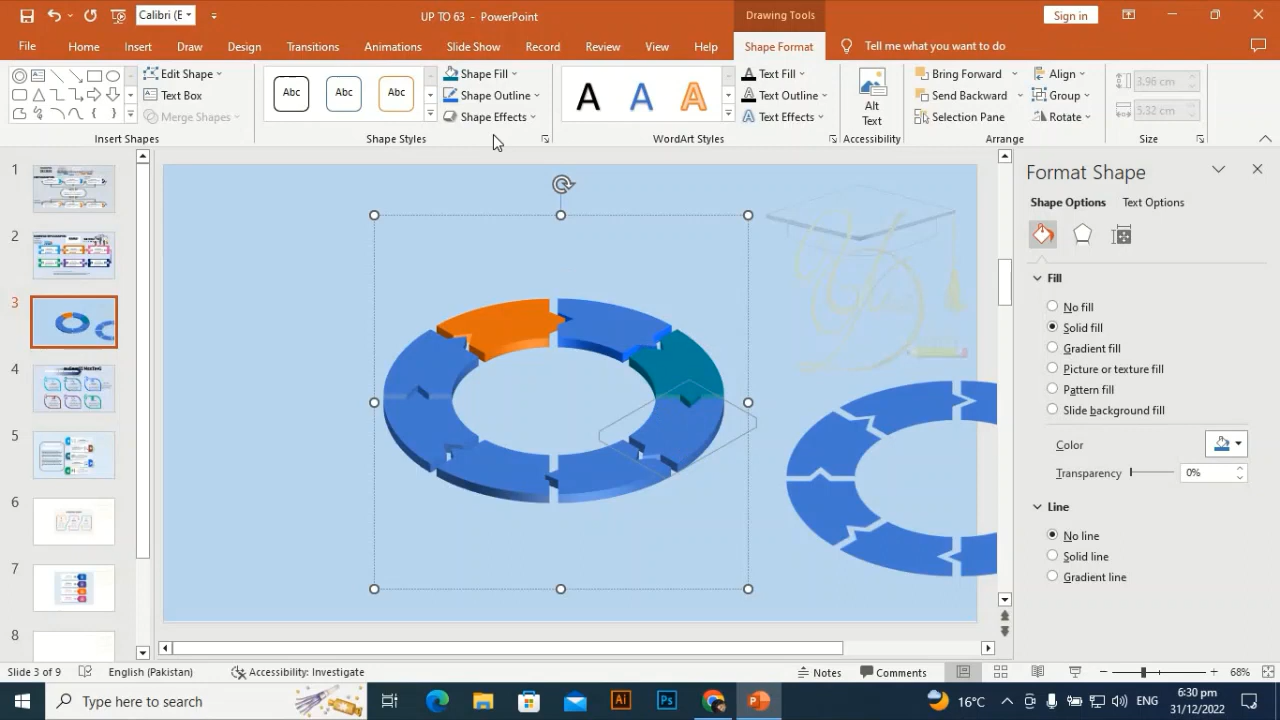 Calibri (E
UP TO 63 - PowerPoint
Drawing Tools
Sign in
File
Home
Insert
Draw
Design
Transitions
Animations
Slide Show
Record
Review
View
Help
Shape Format
Tell me what you want to do
Edit Shape
Text Box
Merge Shapes
Insert Shapes
Abc
Abc
Abc
Shape Fill
Shape Outline
Shape Effects
Shape Styles
A
A
A
Text Fill
Text Outline
Text Effects
WordArt Styles
Alt
Text
Accessibility
Bring Forward
Send Backward
Selection Pane
Align
Group
Rotate
Arrange
3.96 cm
5.32 cm
Size
1
2
3
4
5
6
7
8
Format Shape
Shape Options
Text Options
Fill
No fill
Solid fill
Gradient fill
Picture or texture fill
Pattern fill
Slide background fill
Color
Transparency
0%
Line
No line
Solid line
Gradient line
Slide 3 of 9
English (Pakistan)
Accessibility: Investigate
Notes
Comments
68%
Type here to search
Ai
Ps
16°C
ENG
6:30 pm
31/12/2022